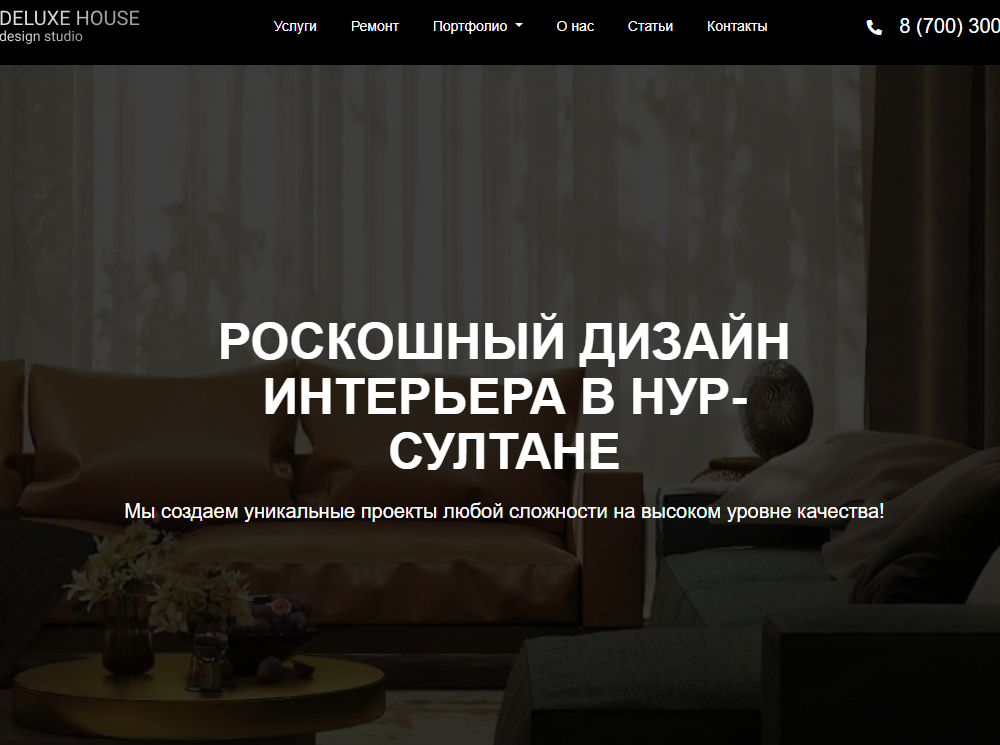 DELUXE HOUSE
design studio
Услуги Ремонт Портфолио О нас Статьи Контакты 8 (700) 300
РОСКОШНЫЙ ДИЗАЙН
ИНТЕРЬЕРА В НУР-
СУЛТАНЕ
Мы создаем уникальные проекты любой сложности на высоком уровне качества!